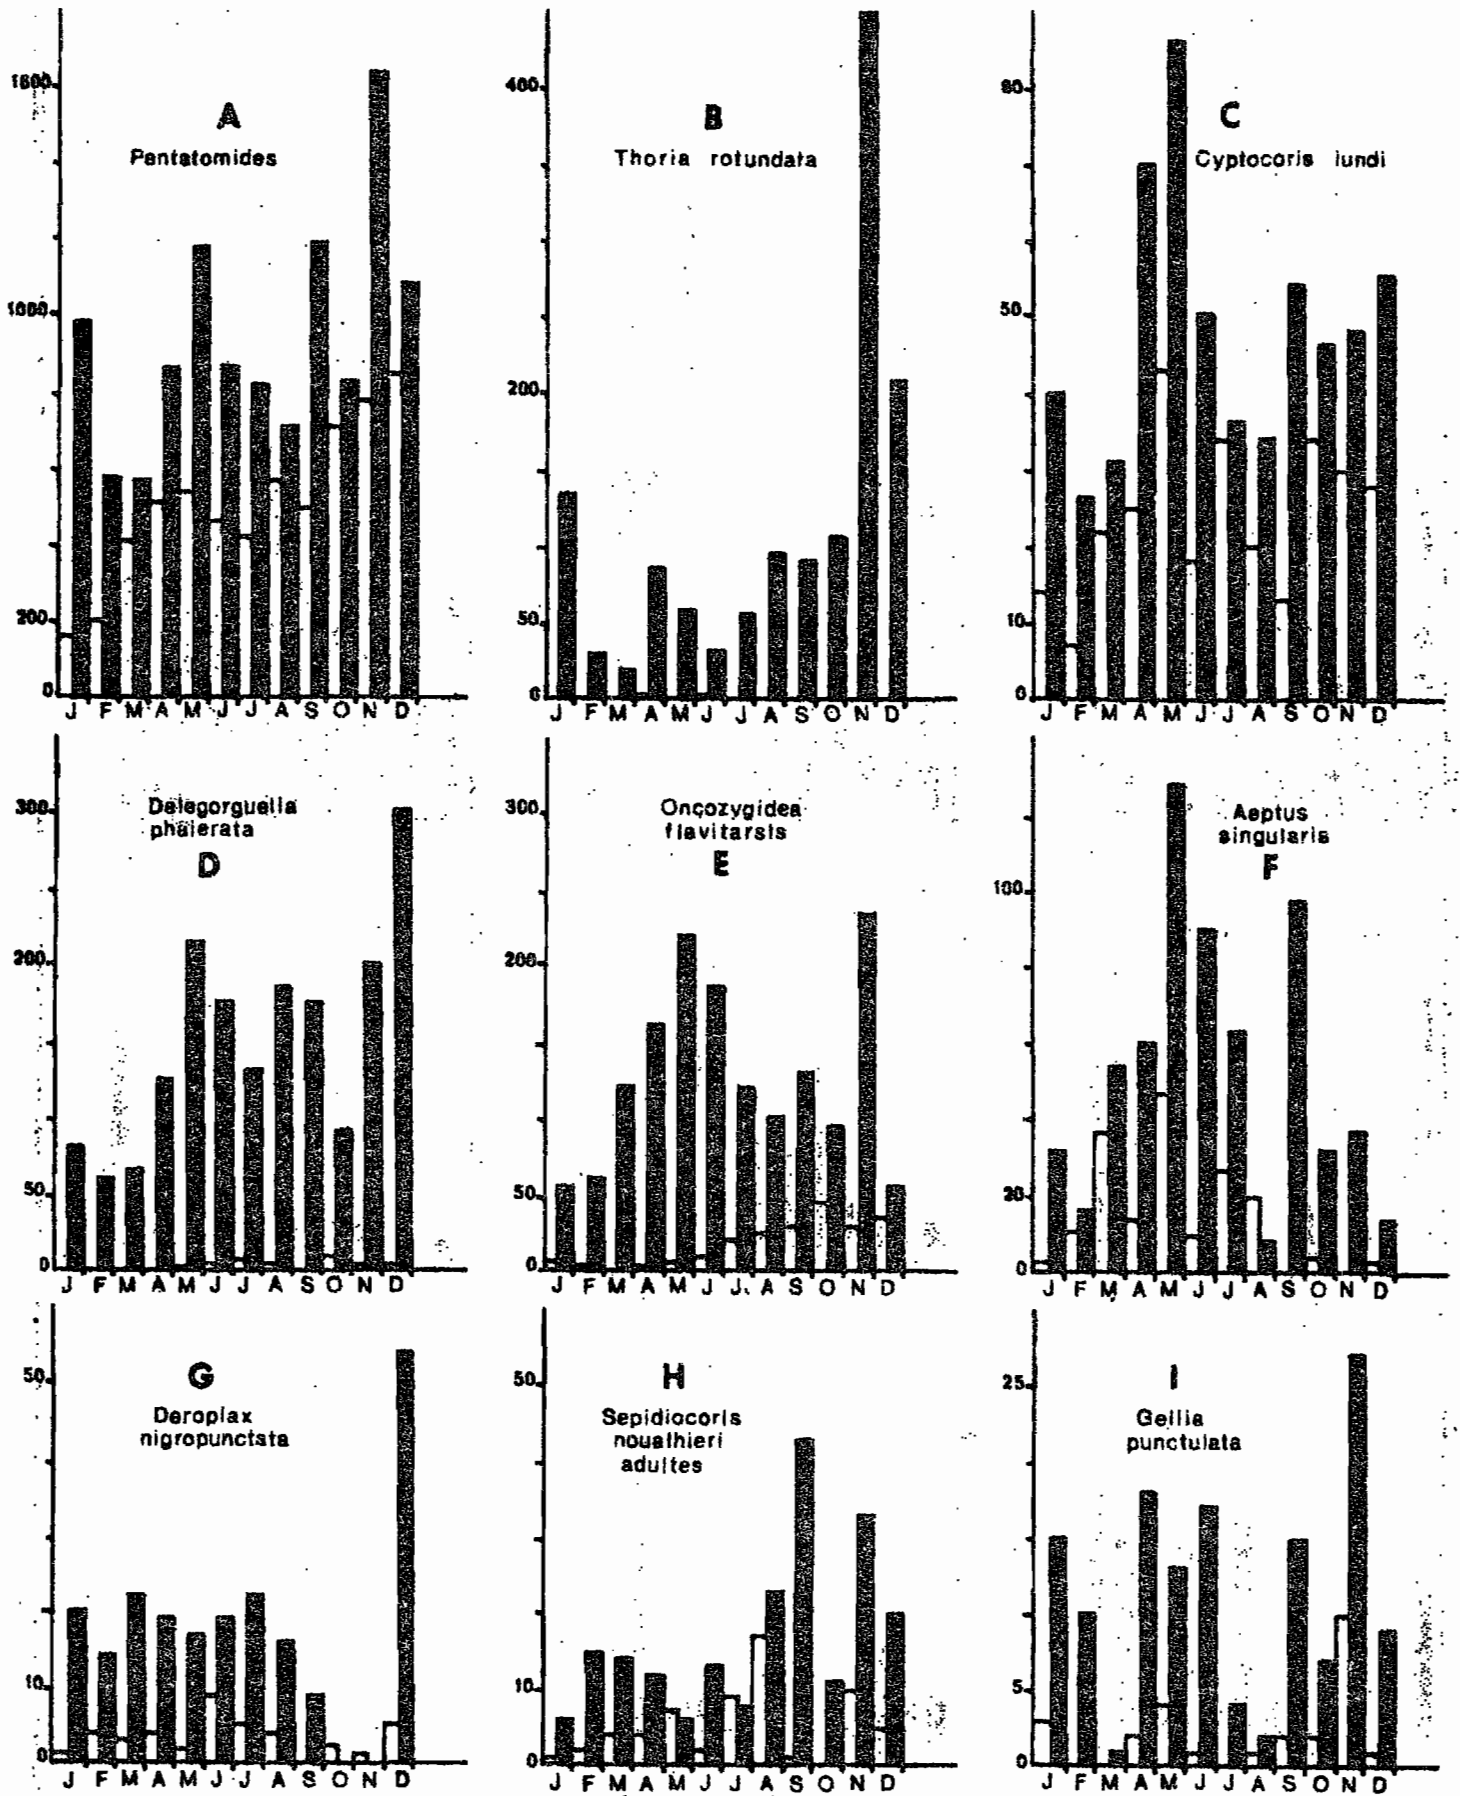 1600
1000
200
0
A
Pentatomides
J F M A M J J A S O N D
400
200
50
0
B
Thoria rotundata
J F M A M J J A S O N D
80
50
10
0
C
Cyptocoris lundi
J F M A M J J A S O N D
300
200
50
0
Delegorguella
phalerata
D
J F M A M J J A S O N D
300
200
50
0
Oncozygidea
flavitarsis
E
J F M A M J J A S O N D
100
20
0
Aeptus
singularis
F
J F M A M J J A S O N D
50
10
0
G
Deroplax
nigropunctata
J F M A M J J A S O N D
50
10
0
H
Sepidiocoris
noualhieri
adultes
J F M A M J J A S O N D
25
5
0
I
Gellia
punctulata
J F M A M J J A S O N D